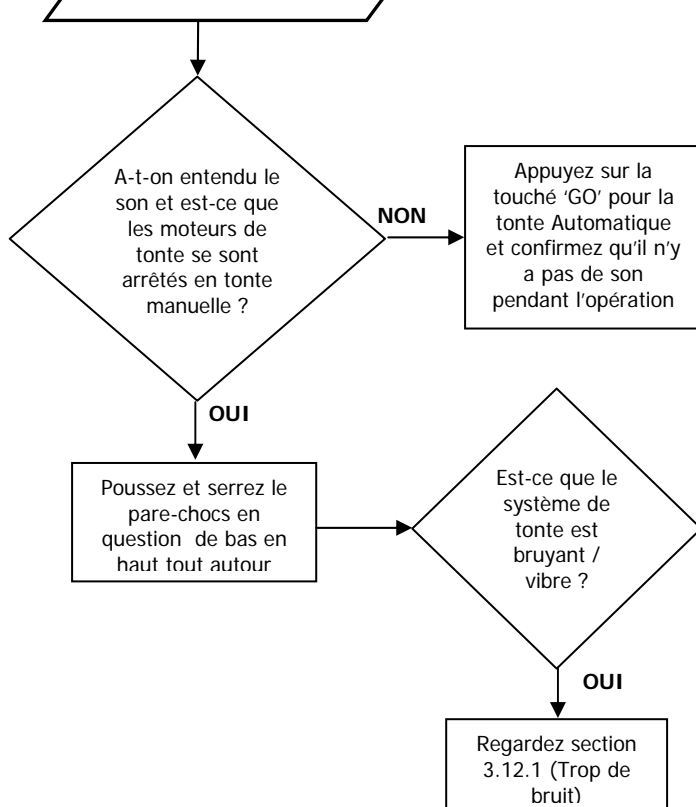 A-t-on entendu le
son et est-ce que
les moteurs de
tonte se sont
arrêtés en tonte
manuelle ?
NON
Appuyez sur la
touché 'GO' pour la
tonte Automatique
et confirmez qu'il n'y
a pas de son
pendant l'opération
OUI
Poussez et serrez le
pare-chocs en
question de bas en
haut tout autour
Est-ce que le
système de
tonte est
bruyant /
vibre ?
OUI
Regardez section
3.12.1 (Trop de
bruit)